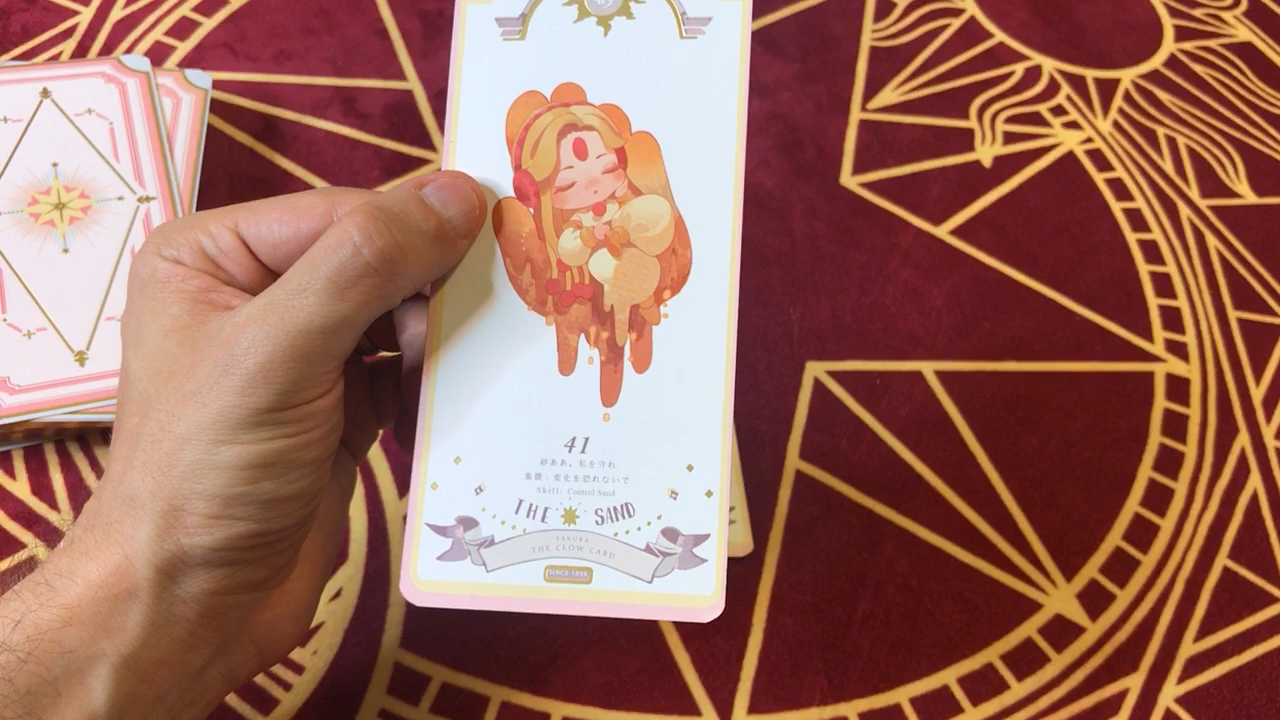 41
砂ああ。私を守れ
象徴：変化を恐れないで
Skill: Control Sand
THE SAND
SAKURA
THE CLOW CARD
SINCE 1996